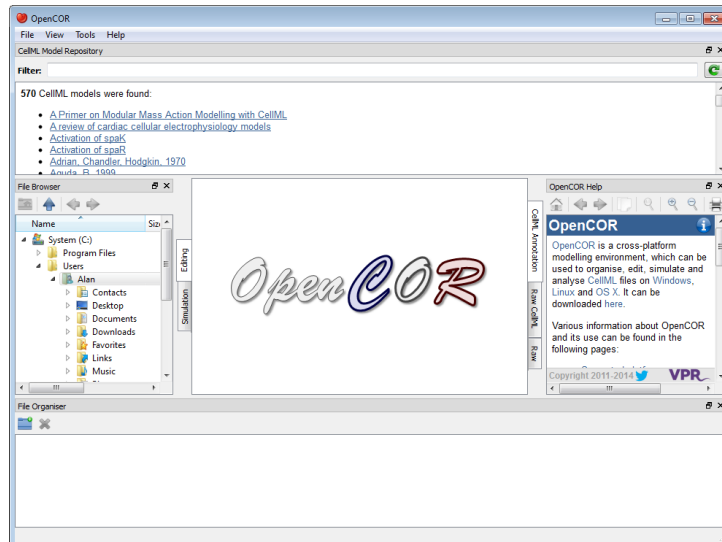 OpenCOR
File View Tools Help
CellML Model Repository
Filter:
570 CellML models were found:
A Primer on Modular Mass Action Modelling with CellML
A review of cardiac cellular electrophysiology models
Activation of spaK
Activation of spaR
Adrian, Chandler, Hodgkin, 1970
Aguda, B, 1999
File Browser
Name Size
System (C:)
Program Files
Users
Alan
Contacts
Desktop
Documents
Downloads
Favorites
Links
Music
Editing
Simulation
OpenCOR
CellML Annotation
Raw CellML
Raw
OpenCOR Help
OpenCOR
OpenCOR is a cross-platform
modelling environment, which can be
used to organise, edit, simulate and
analyse CellML files on Windows,
Linux and OS X. It can be
downloaded here.
Various information about OpenCOR
and its use can be found in the
following pages:
Copyright 2011-2014
VPR
File Organiser